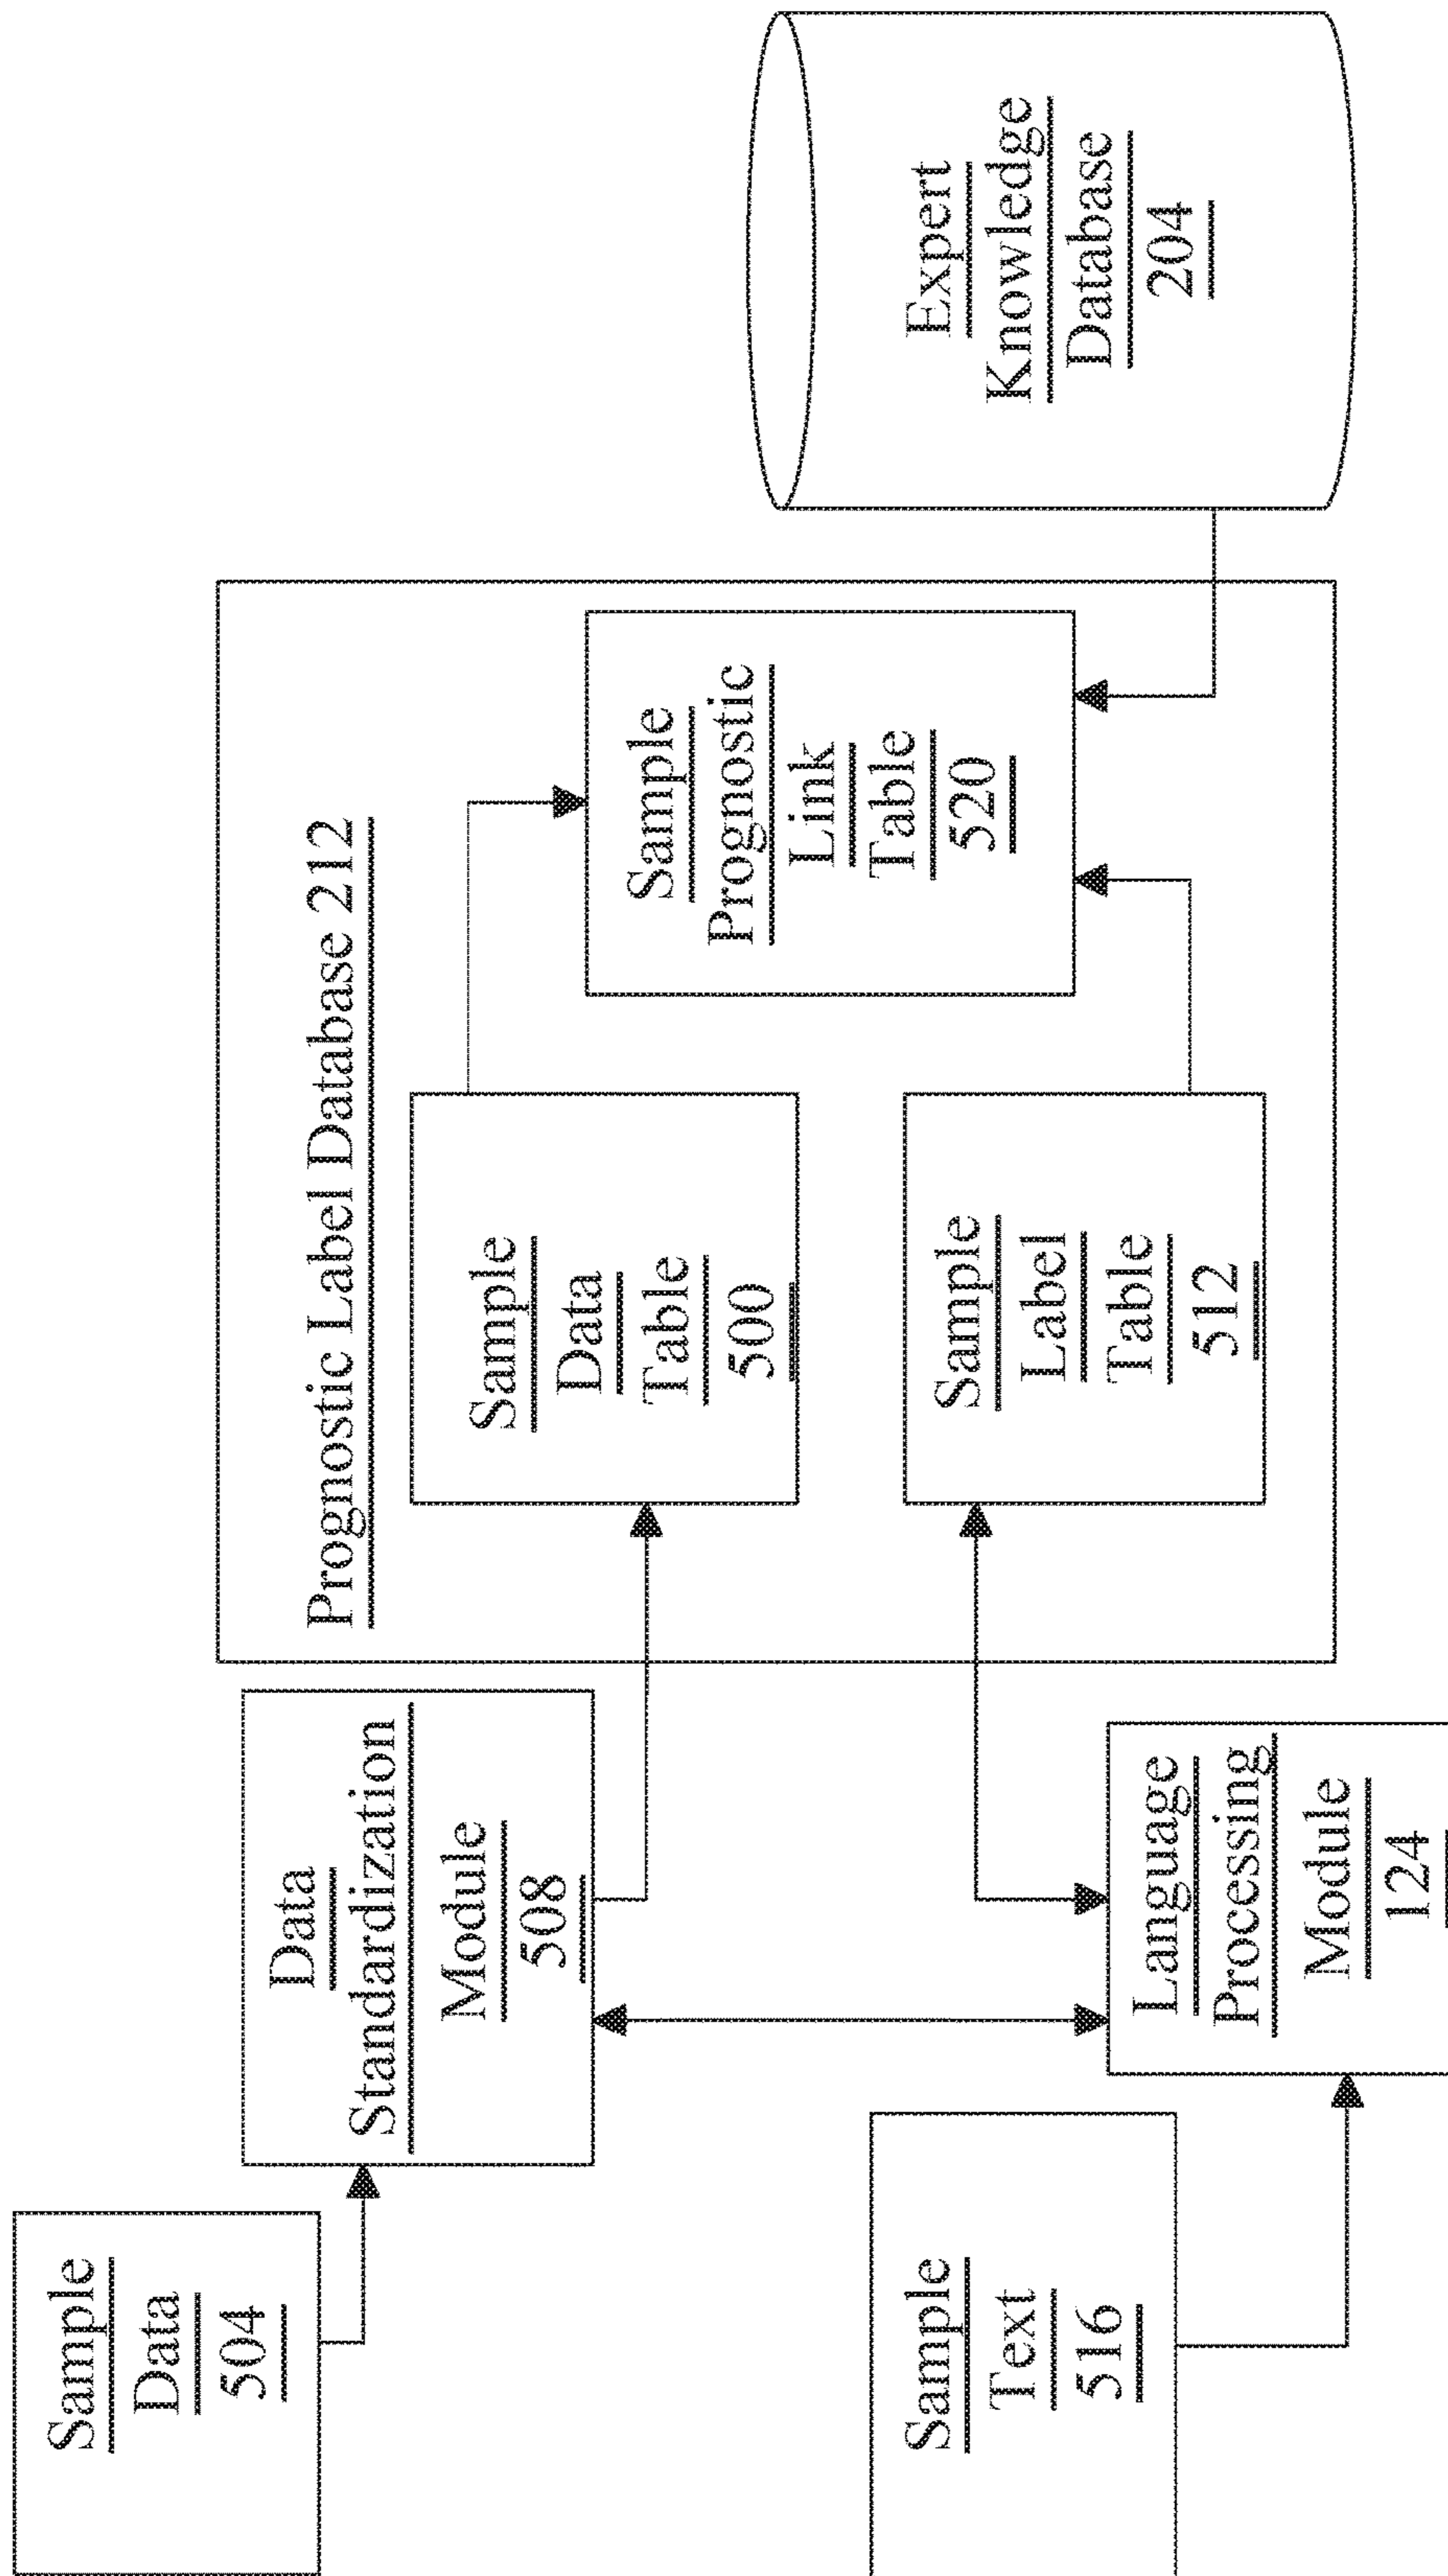 Sample
Data
504
Data
Standardization
Module
508
Prognostic Label Database 212
Sample
Data
Table
500
Sample
Prognostic
Link
Table
520
Sample
Text
516
Language
Processing
Module
124
Sample
Label
Table
512
Expert
Knowledge
Database
204